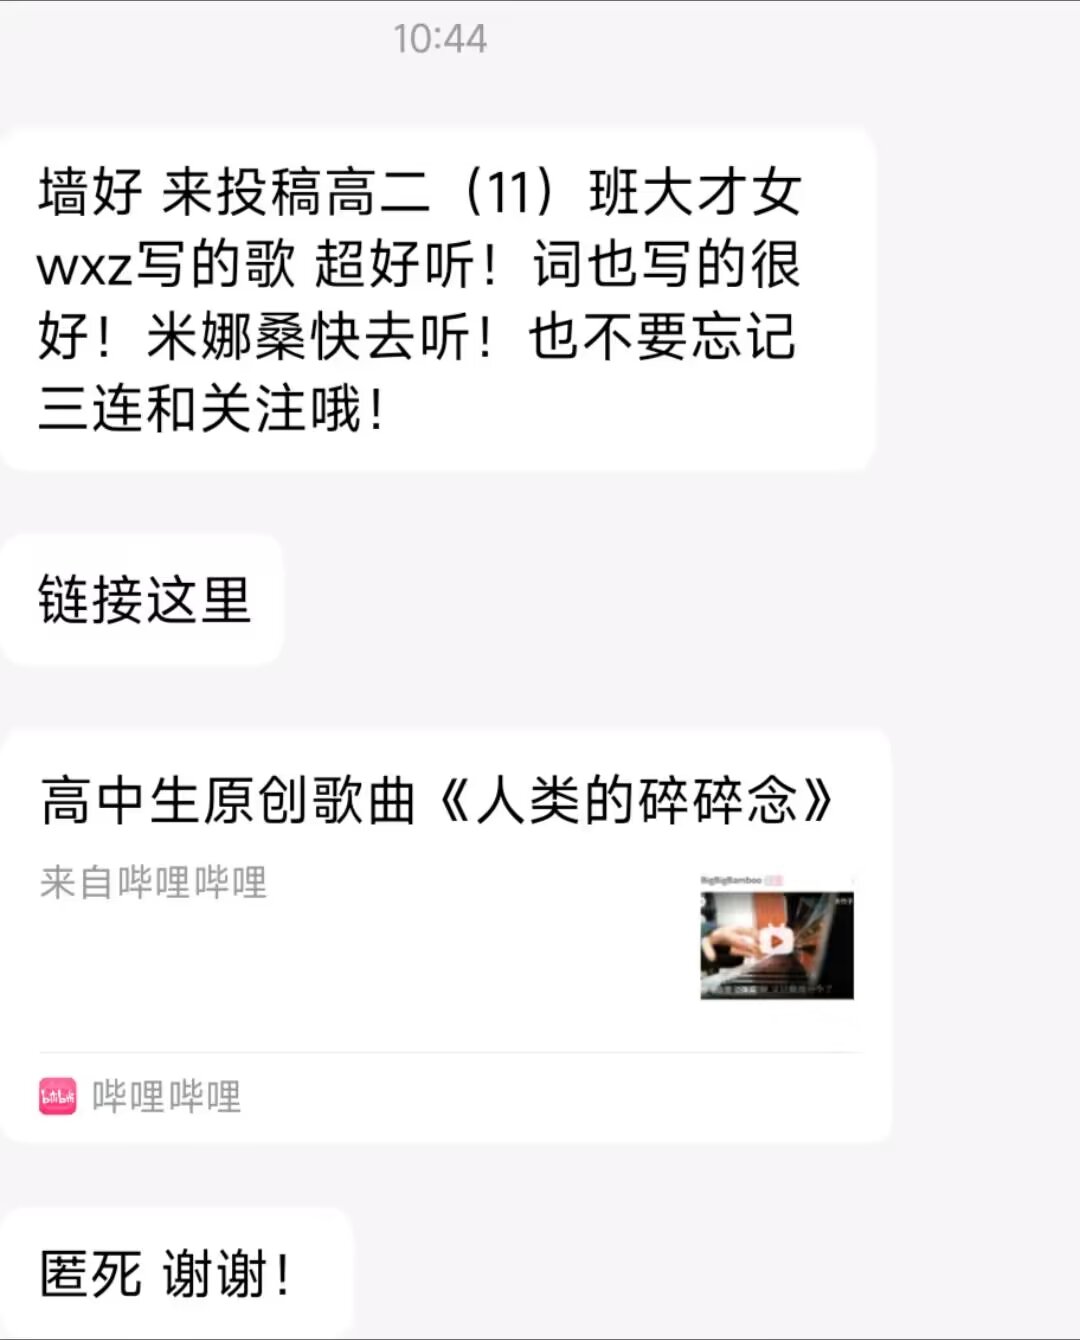 10:44
墙好 来投稿高二（11）班大才女
wxz写的歌 超好听！词也写的很
好！米娜桑快去听！也不要忘记
三连和关注哦！
链接这里
高中生原创歌曲《人类的碎碎念》
来自哔哩哔哩
BigBigBamboo
bilibili
哔哩哔哩
匿死 谢谢！